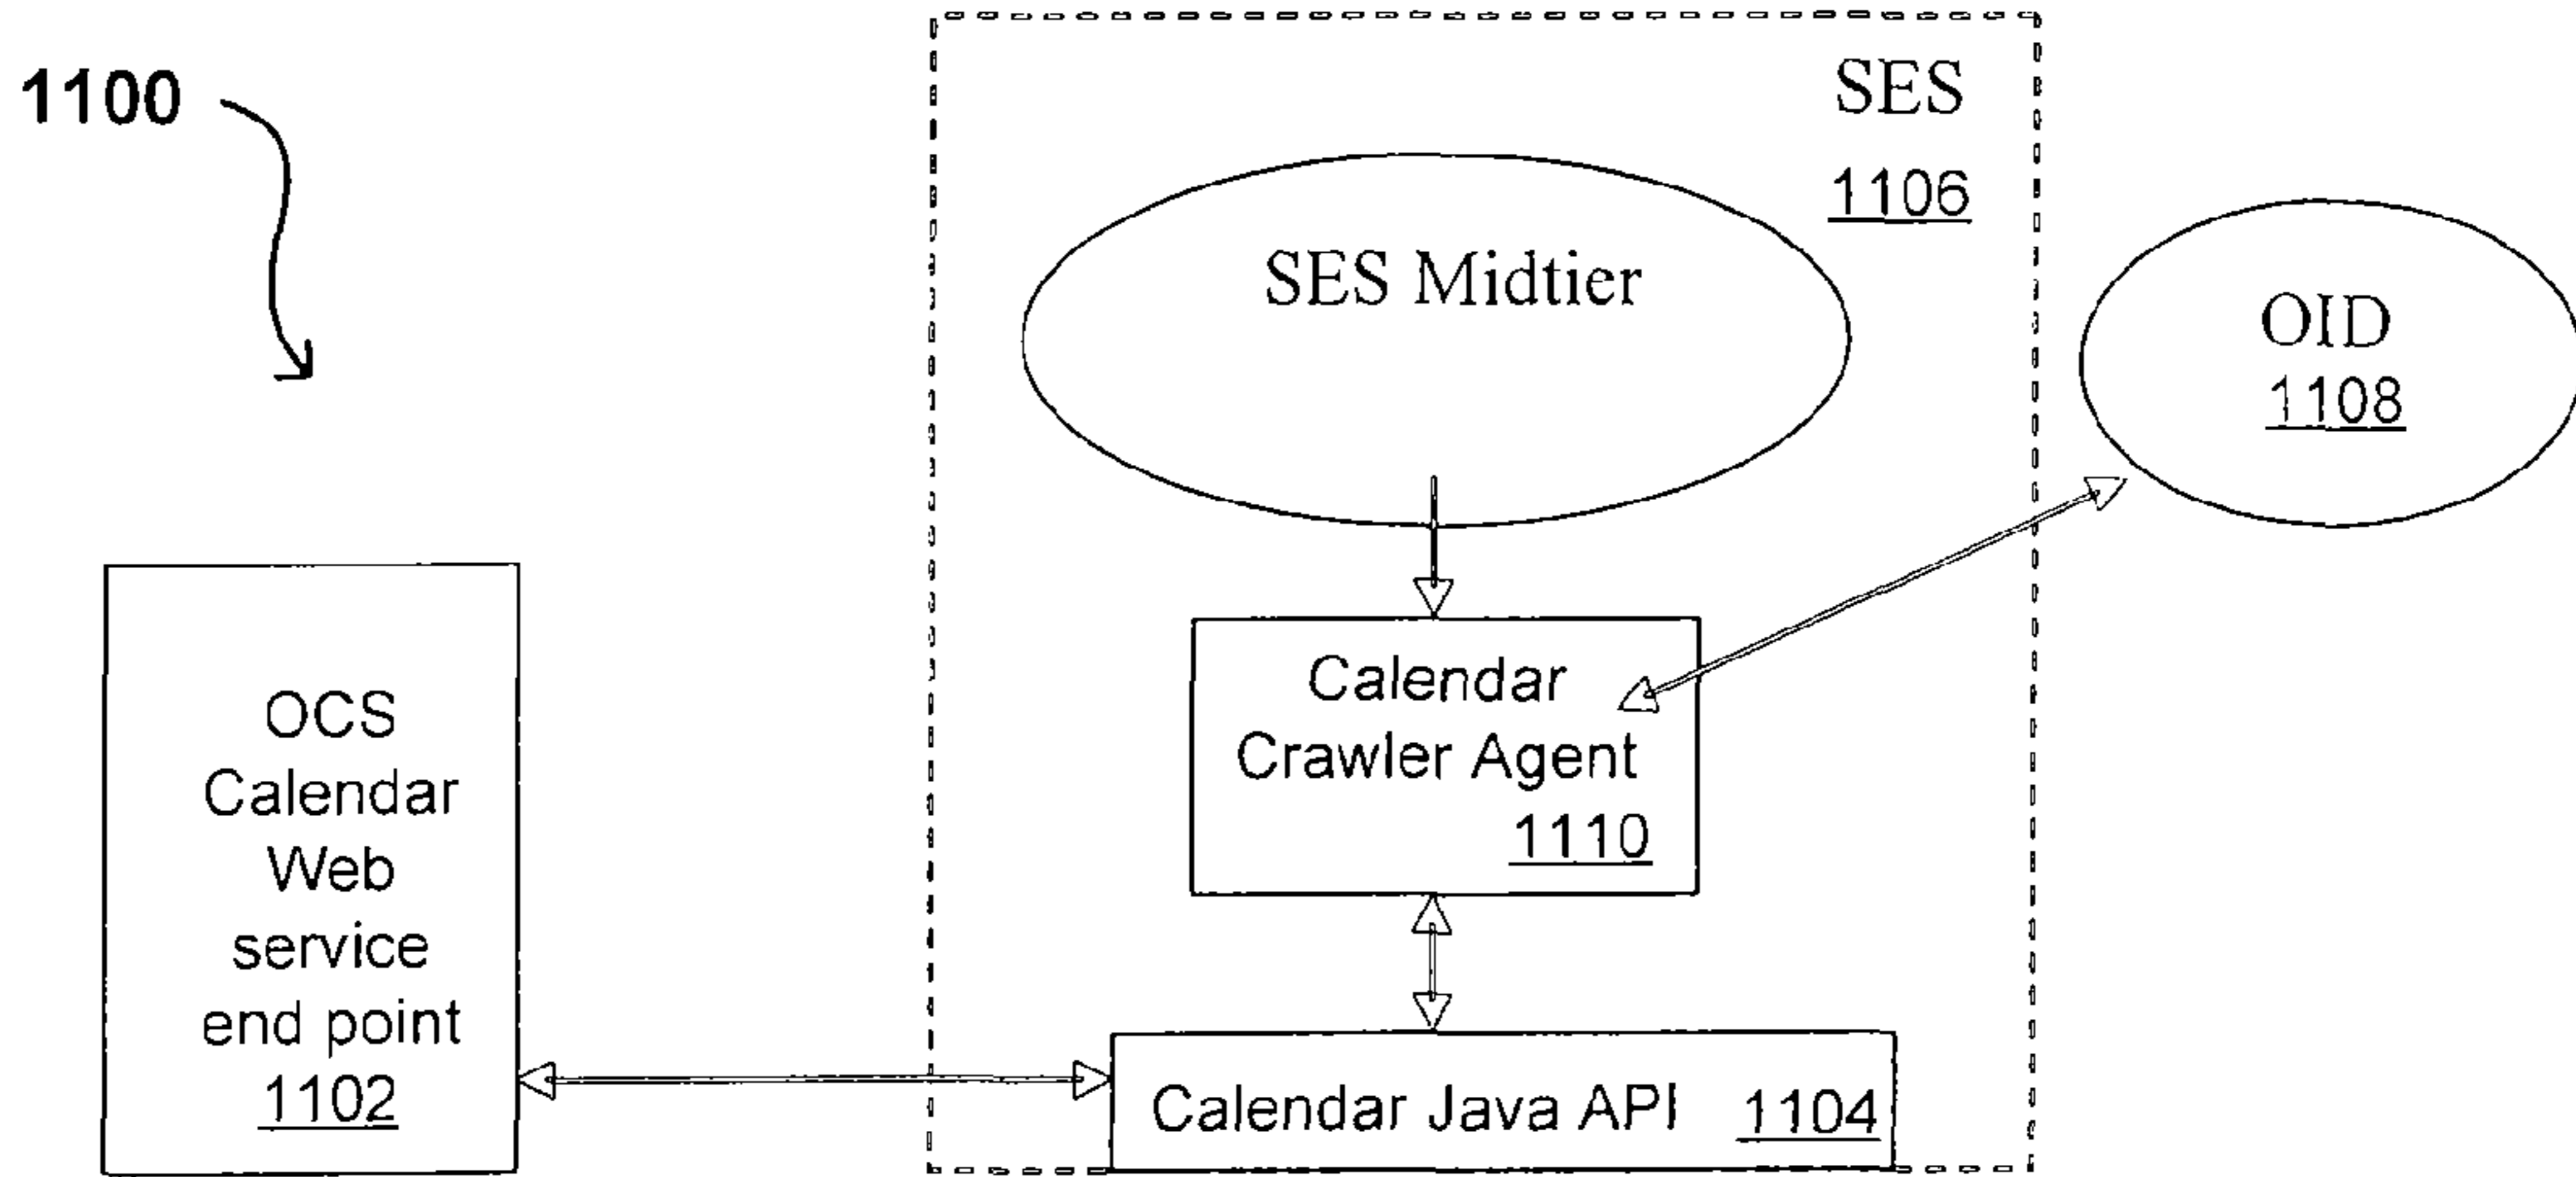 1100
SES
1106
SES Midtier
OID
1108
Calendar
Crawler Agent
1110
OCS
Calendar
Web
service
end point
1102
Calendar Java API 1104